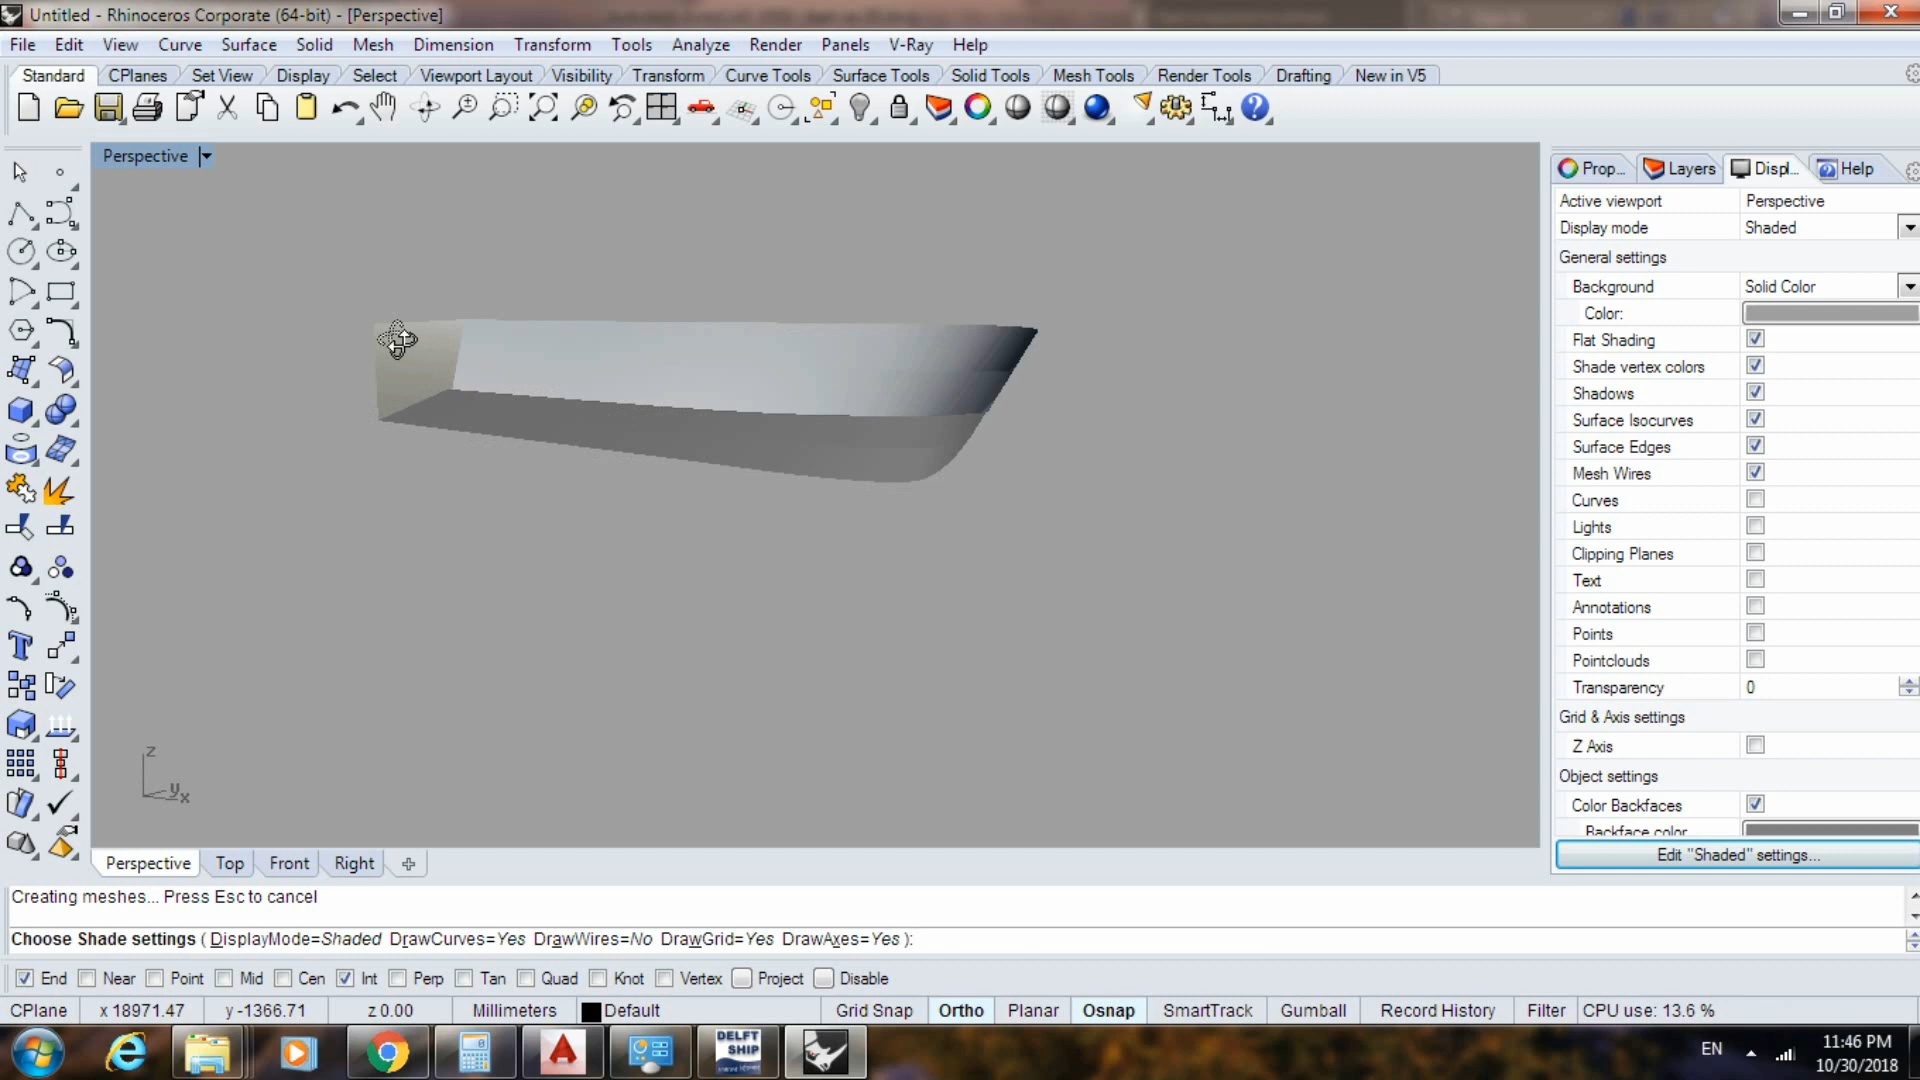 Untitled - Rhinoceros Corporate (64-bit) - [Perspective]
File Edit View Curve Surface Solid Mesh Dimension Transform Tools Analyze Render Panels V-Ray Help
Standard CPlanes Set View Display Select Viewport Layout Visibility Transform Curve Tools Surface Tools Solid Tools Mesh Tools Render Tools Drafting New in V5
Perspective
Prop... Layers Displ... Help
Active viewport Perspective
Display mode Shaded
General settings
Background Solid Color
Color:
Flat Shading
Shade vertex colors
Shadows
Surface Isocurves
Surface Edges
Mesh Wires
Curves
Lights
Clipping Planes
Text
Annotations
Points
Pointclouds
Transparency 0
Grid & Axis settings
Z Axis
Object settings
Color Backfaces
Backface color
Edit "Shaded" settings...
z
y x
Perspective Top Front Right
Creating meshes... Press Esc to cancel
Choose Shade settings ( DisplayMode=Shaded DrawCurves=Yes DrawWires=No DrawGrid=Yes DrawAxes=Yes ):
End Near Point Mid Cen Int Perp Tan Quad Knot Vertex Project Disable
CPlane x 18971.47 y -1366.71 z 0.00 Millimeters Default Grid Snap Ortho Planar Osnap SmartTrack Gumball Record History Filter CPU use: 13.6 %
DELFT
SHIP
EN
11:46 PM
10/30/2018